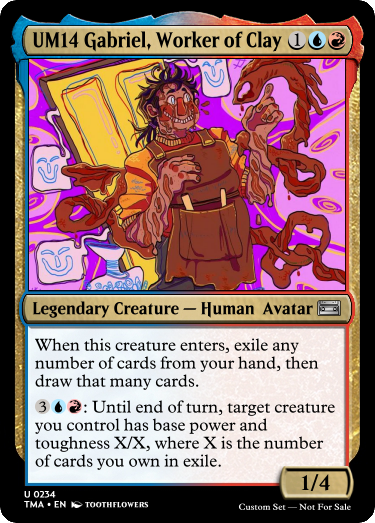 UM14 Gabriel, Worker of Clay 1
Legendary Creature — Human Avatar
When this creature enters, exile any
number of cards from your hand, then
draw that many cards.
3: Until end of turn, target creature
you control has base power and
toughness X/X, where X is the number
of cards you own in exile.
1/4
U 0234
TMA • EN TOOTHFLOWERS
Custom Set — Not For Sale